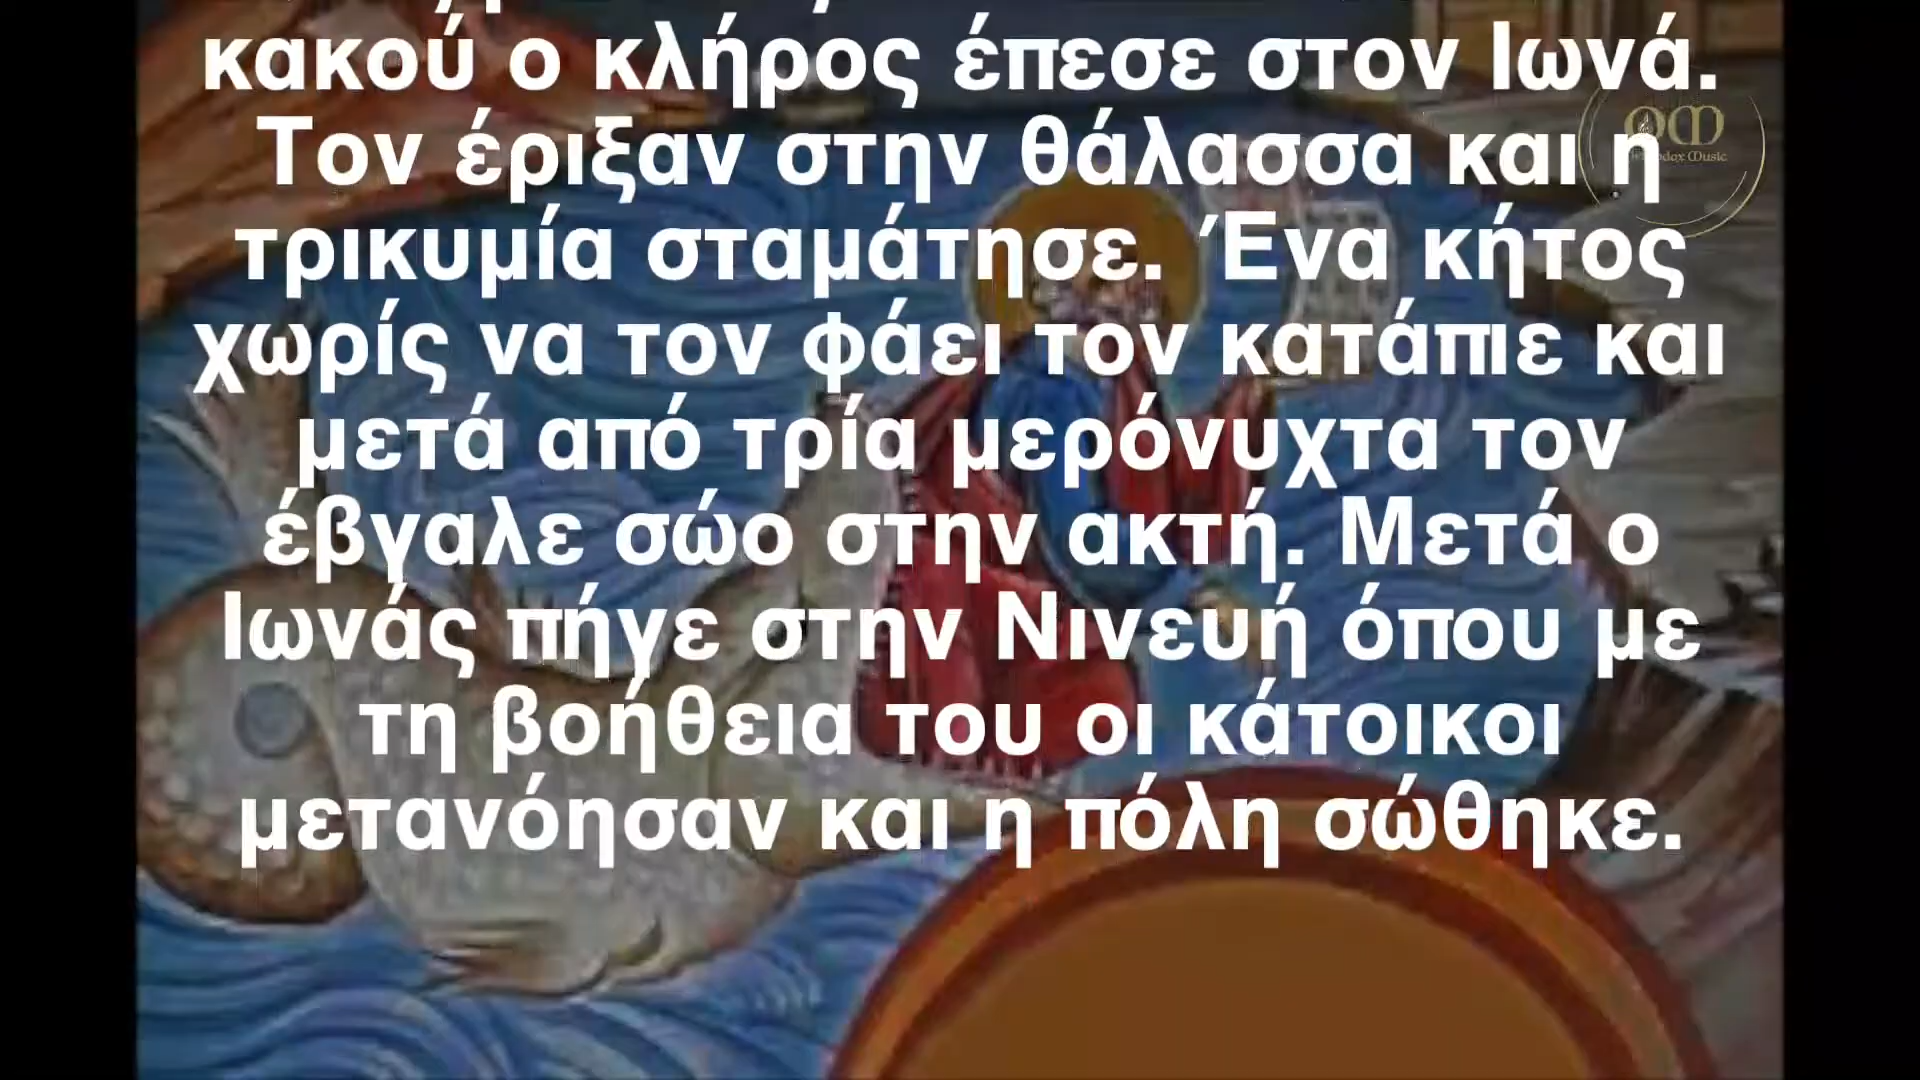 κακού ο κλήρος έπεσε στον Ιωνά.
Τον έριξαν στην θάλασσα και η
τρικυμία σταμάτησε. Ένα κήτος
χωρίς να τον φάει τον κατάπιε και
μετά από τρία μερόνυχτα τον
έβγαλε σώο στην ακτή. Μετά ο
Ιωνάς πήγε στην Νινευή όπου με
τη βοήθεια του οι κάτοικοι
μετανόησαν και η πόλη σώθηκε.
Music